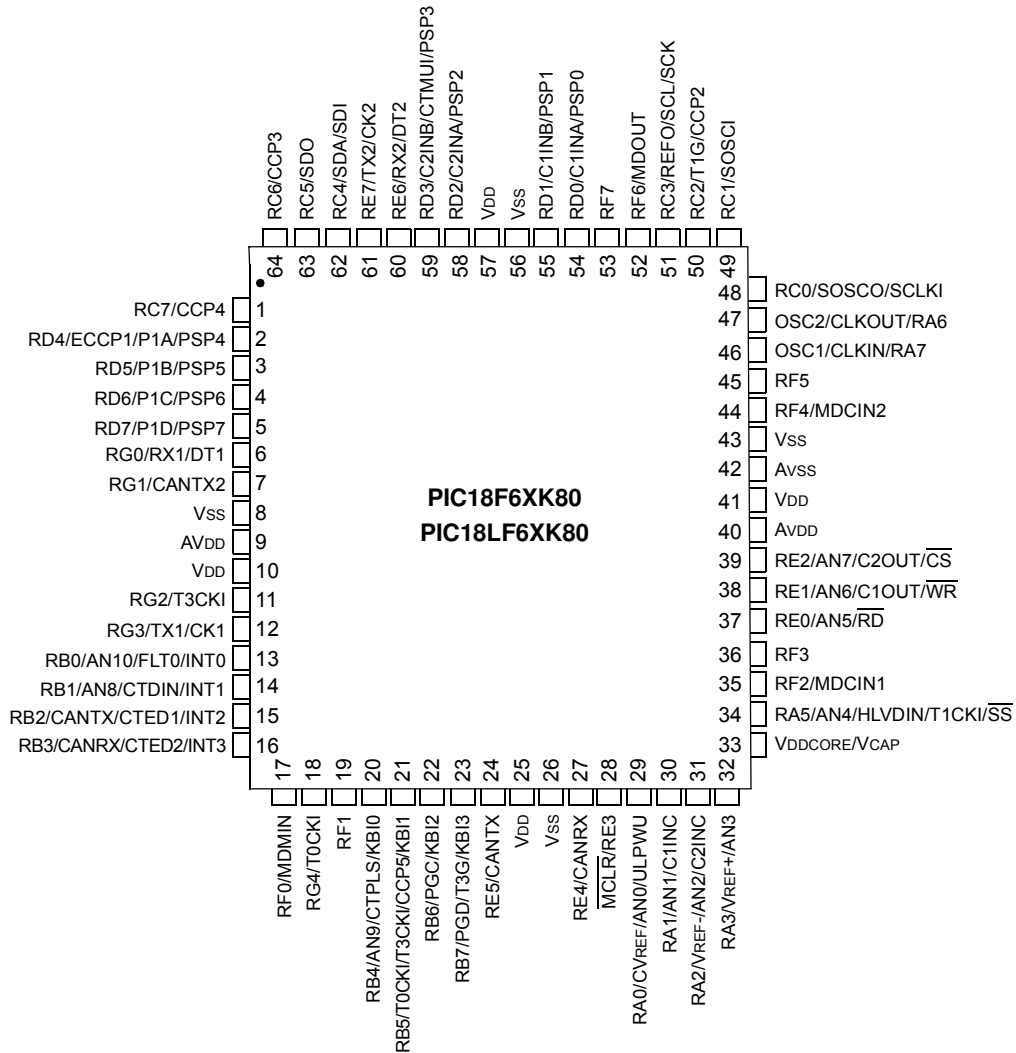 RC6/CCP3
RC5/SDO
RC4/SDA/SDI
RE7/TX2/CK2
RE6/RX2/DT2
RD3/C2INB/CTMUI/PSP3
RD2/C2INA/PSP2
VDD
VSS
RD1/C1INB/PSP1
RD0/C1INA/PSP0
RF7
RF6/MDOUT
RC3/REFO/SCL/SCK
RC2/T1G/CCP2
RC1/SOSCI
64 63 62 61 60 59 58 57 56 55 54 53 52 51 50 49
RC7/CCP4 1
RD4/ECCP1/P1A/PSP4 2
RD5/P1B/PSP5 3
RD6/P1C/PSP6 4
RD7/P1D/PSP7 5
RG0/RX1/DT1 6
RG1/CANTX2 7
VSS 8
AVDD 9
VDD 10
RG2/T3CKI 11
RG3/TX1/CK1 12
RB0/AN10/FLT0/INT0 13
RB1/AN8/CTDIN/INT1 14
RB2/CANTX/CTED1/INT2 15
RB3/CANRX/CTED2/INT3 16
PIC18F6XK80
PIC18LF6XK80
48 RC0/SOSCO/SCLKI
47 OSC2/CLKOUT/RA6
46 OSC1/CLKIN/RA7
45 RF5
44 RF4/MDCIN2
43 VSS
42 AVSS
41 VDD
40 AVDD
39 RE2/AN7/C2OUT/C̅S̅
38 RE1/AN6/C1OUT/W̅R̅
37 RE0/AN5/R̅D̅
36 RF3
35 RF2/MDCIN1
34 RA5/AN4/HLVDIN/T1CKI/S̅S̅
33 VDDCORE/VCAP
17 18 19 20 21 22 23 24 25 26 27 28 29 30 31 32
RF0/MDMIN
RG4/T0CKI
RF1
RB4/AN9/CTPLS/KBI0
RB5/T0CKI/T3CKI/CCP5/KBI1
RB6/PGC/KBI2
RB7/PGD/T3G/KBI3
RE5/CANTX
VDD
VSS
RE4/CANRX
M̅C̅L̅R̅/RE3
RA0/CVREF/AN0/ULPWU
RA1/AN1/C1INC
RA2/VREF-/AN2/C2INC
RA3/VREF+/AN3